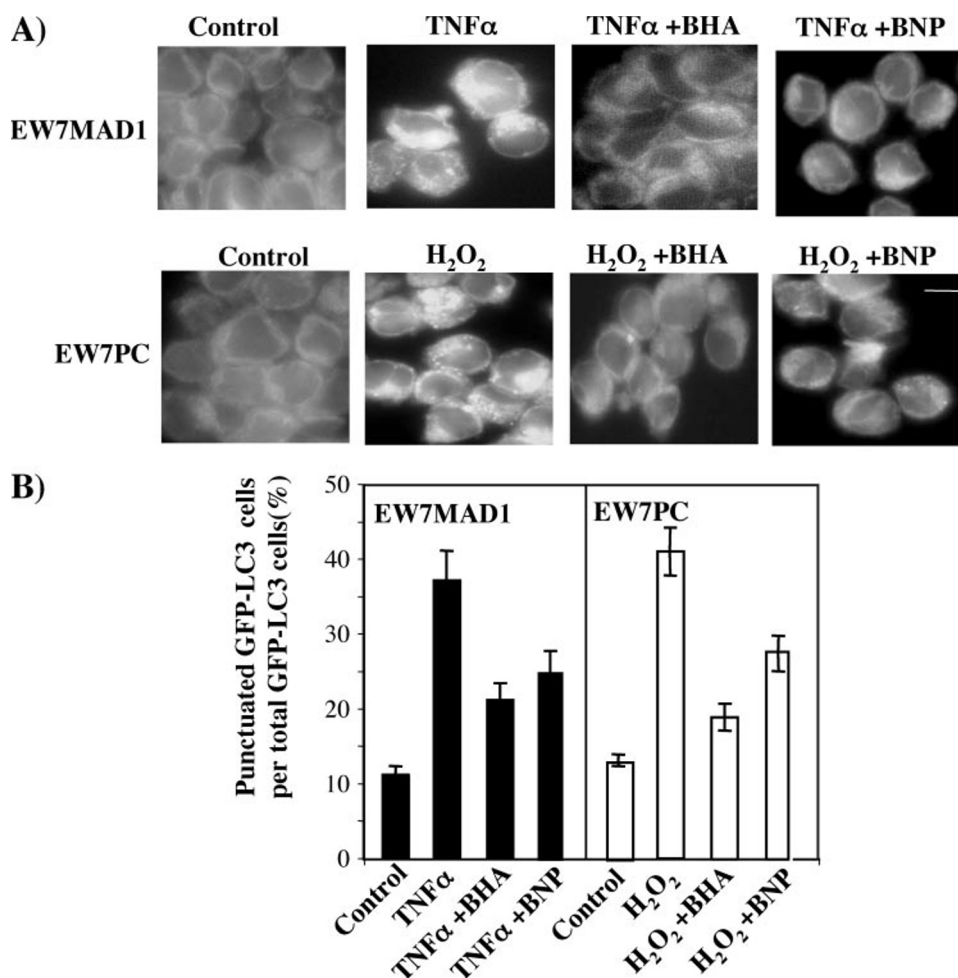 A)
Control TNFα TNFα +BHA TNFα +BNP
EW7MAD1
Control H₂O₂ H₂O₂ +BHA H₂O₂ +BNP
EW7PC
B)
Punctuated GFP-LC3 cells
per total GFP-LC3 cells(%)
50
40
30
20
10
0
EW7MAD1 EW7PC
Control TNFα TNFα +BHA TNFα +BNP Control H₂O₂ H₂O₂ +BHA H₂O₂ +BNP